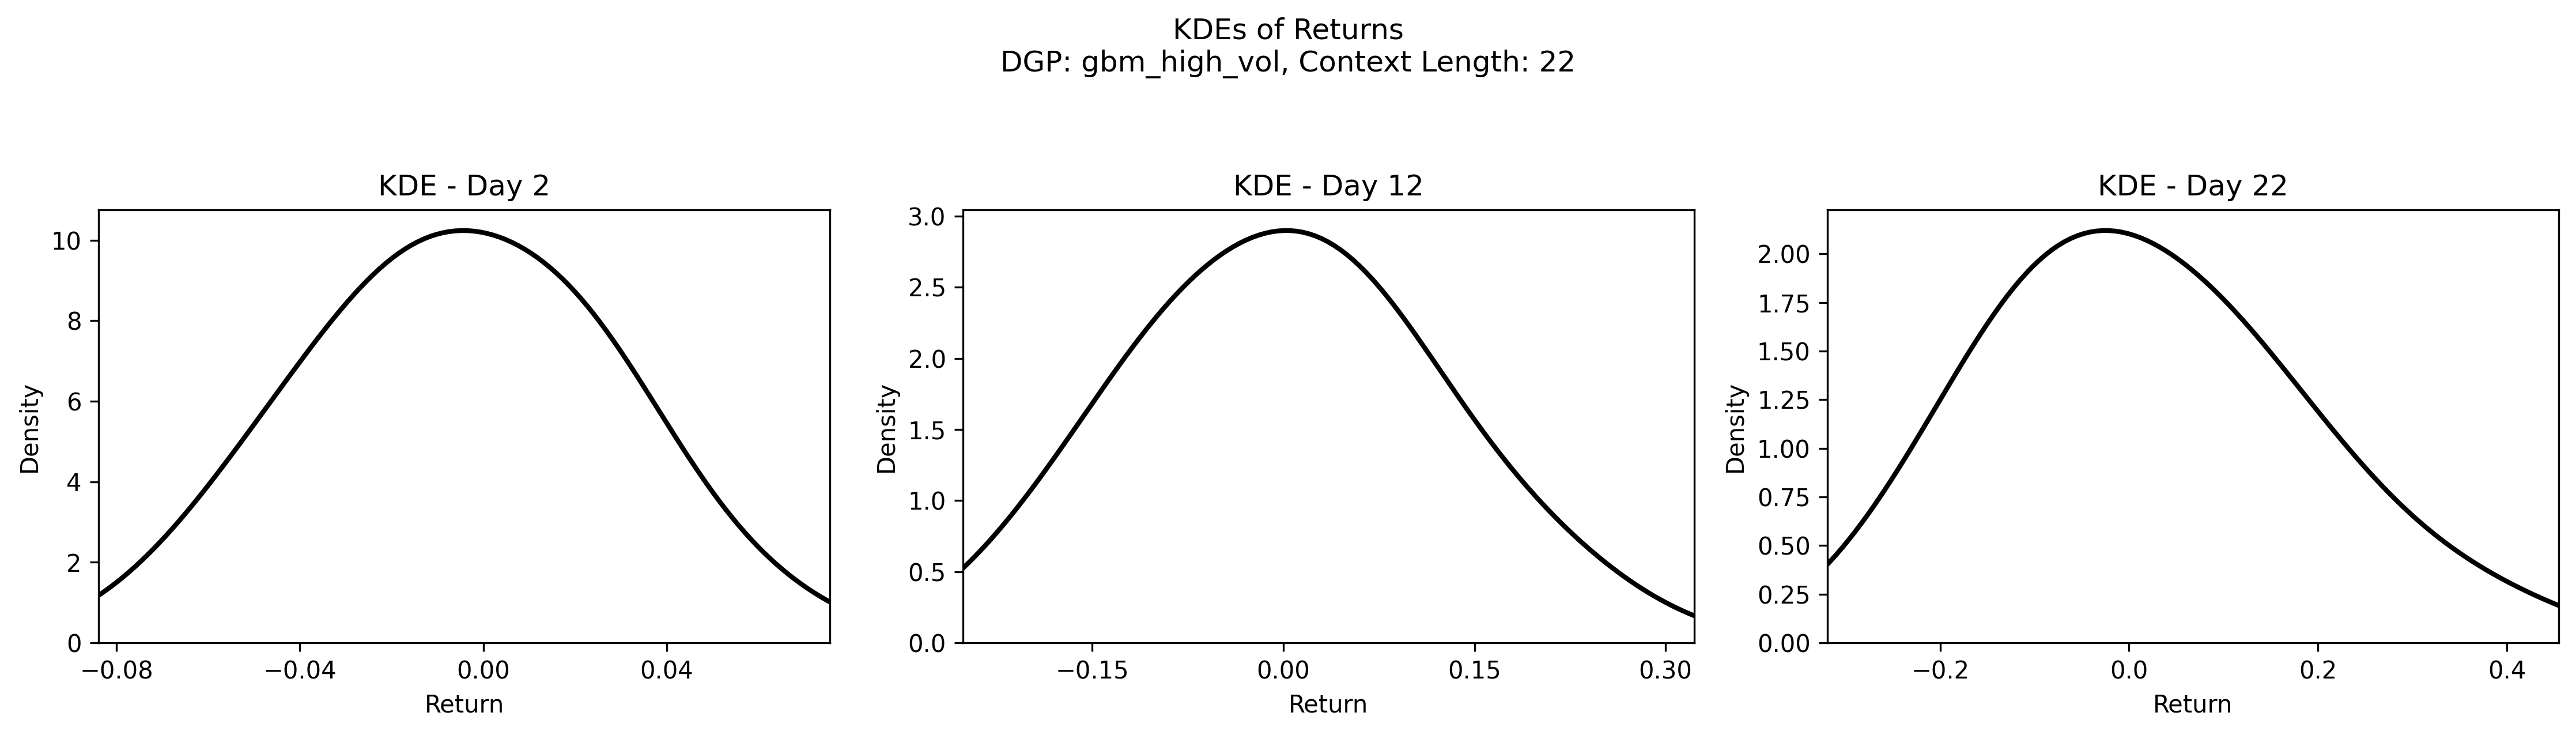 KDEs of Returns
DGP: gbm_high_vol, Context Length: 22
KDE - Day 2
Density
10
8
6
4
2
0
−0.08 −0.04 0.00 0.04
Return
KDE - Day 12
Density
3.0
2.5
2.0
1.5
1.0
0.5
0.0
−0.15 0.00 0.15 0.30
Return
KDE - Day 22
Density
2.00
1.75
1.50
1.25
1.00
0.75
0.50
0.25
0.00
−0.2 0.0 0.2 0.4
Return